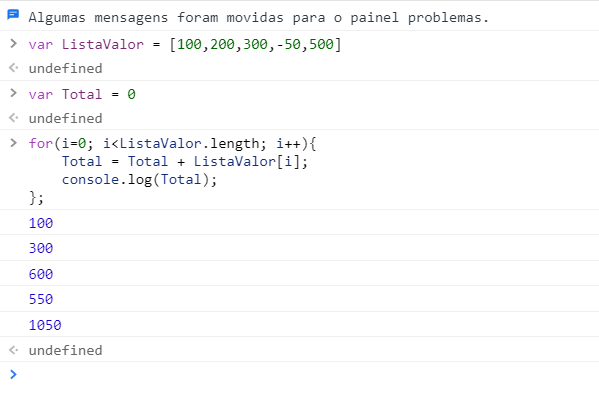 Algumas mensagens foram movidas para o painel problemas.
> var ListaValor = [100,200,300,-50,500]
undefined
> var Total = 0
undefined
> for(i=0; i<ListaValor.length; i++){
Total = Total + ListaValor[i];
console.log(Total);
};
100
300
600
550
1050
undefined
>